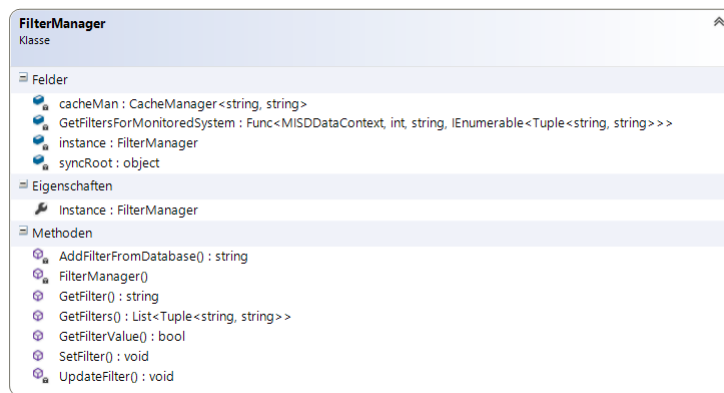 FilterManager
Klasse
Felder
cacheMan : CacheManager<string, string>
GetFiltersForMonitoredSystem : Func<MISDDataContext, int, string, IEnumerable<Tuple<string, string>>>
instance : FilterManager
syncRoot : object
Eigenschaften
Instance : FilterManager
Methoden
AddFilterFromDatabase() : string
FilterManager()
GetFilter() : string
GetFilters() : List<Tuple<string, string>>
GetFilterValue() : bool
SetFilter() : void
UpdateFilter() : void